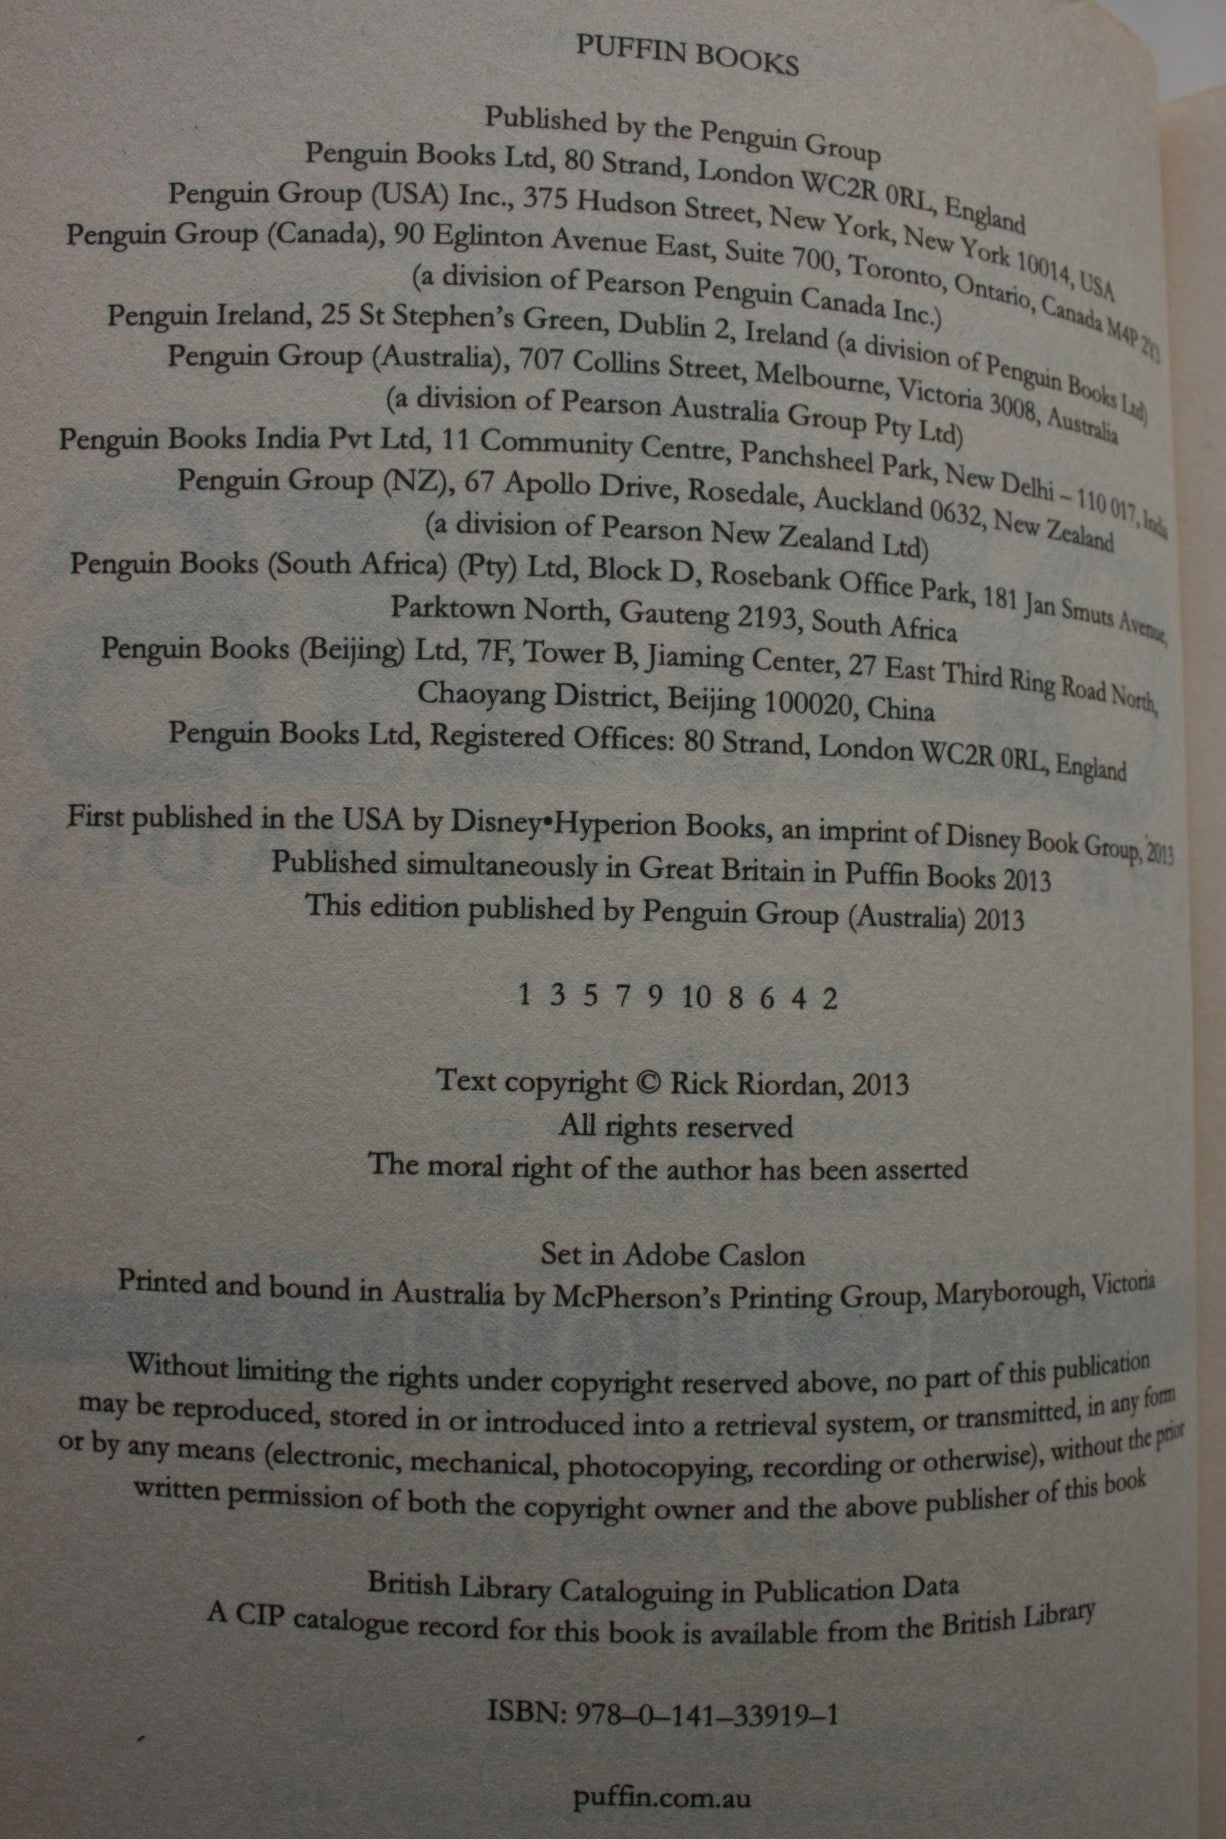 PUFFIN BOOKS
Published by the Penguin Group
Penguin Books Ltd, 80 Strand, London WC2R 0RL, England
Penguin Group (USA) Inc., 375 Hudson Street, New York, New York 10014, USA
Penguin Group (Canada), 90 Eglinton Avenue East, Suite 700, Toronto, Ontario, Canada M4P 2Y3
(a division of Pearson Penguin Canada Inc.)
Penguin Ireland, 25 St Stephen's Green, Dublin 2, Ireland (a division of Penguin Books Ltd)
Penguin Group (Australia), 707 Collins Street, Melbourne, Victoria 3008, Australia
(a division of Pearson Australia Group Pty Ltd)
Penguin Books India Pvt Ltd, 11 Community Centre, Panchsheel Park, New Delhi – 110 017, India
Penguin Group (NZ), 67 Apollo Drive, Rosedale, Auckland 0632, New Zealand
(a division of Pearson New Zealand Ltd)
Penguin Books (South Africa) (Pty) Ltd, Block D, Rosebank Office Park, 181 Jan Smuts Avenue,
Parktown North, Gauteng 2193, South Africa
Penguin Books (Beijing) Ltd, 7F, Tower B, Jiaming Center, 27 East Third Ring Road North,
Chaoyang District, Beijing 100020, China
Penguin Books Ltd, Registered Offices: 80 Strand, London WC2R 0RL, England
First published in the USA by Disney•Hyperion Books, an imprint of Disney Book Group, 2013
Published simultaneously in Great Britain in Puffin Books 2013
This edition published by Penguin Group (Australia) 2013
1 3 5 7 9 10 8 6 4 2
Text copyright © Rick Riordan, 2013
All rights reserved
The moral right of the author has been asserted
Set in Adobe Caslon
Printed and bound in Australia by McPherson's Printing Group, Maryborough, Victoria
Without limiting the rights under copyright reserved above, no part of this publication
may be reproduced, stored in or introduced into a retrieval system, or transmitted, in any form
or by any means (electronic, mechanical, photocopying, recording or otherwise), without the prior
written permission of both the copyright owner and the above publisher of this book
British Library Cataloguing in Publication Data
A CIP catalogue record for this book is available from the British Library
ISBN: 978–0–141–33919–1
puffin.com.au